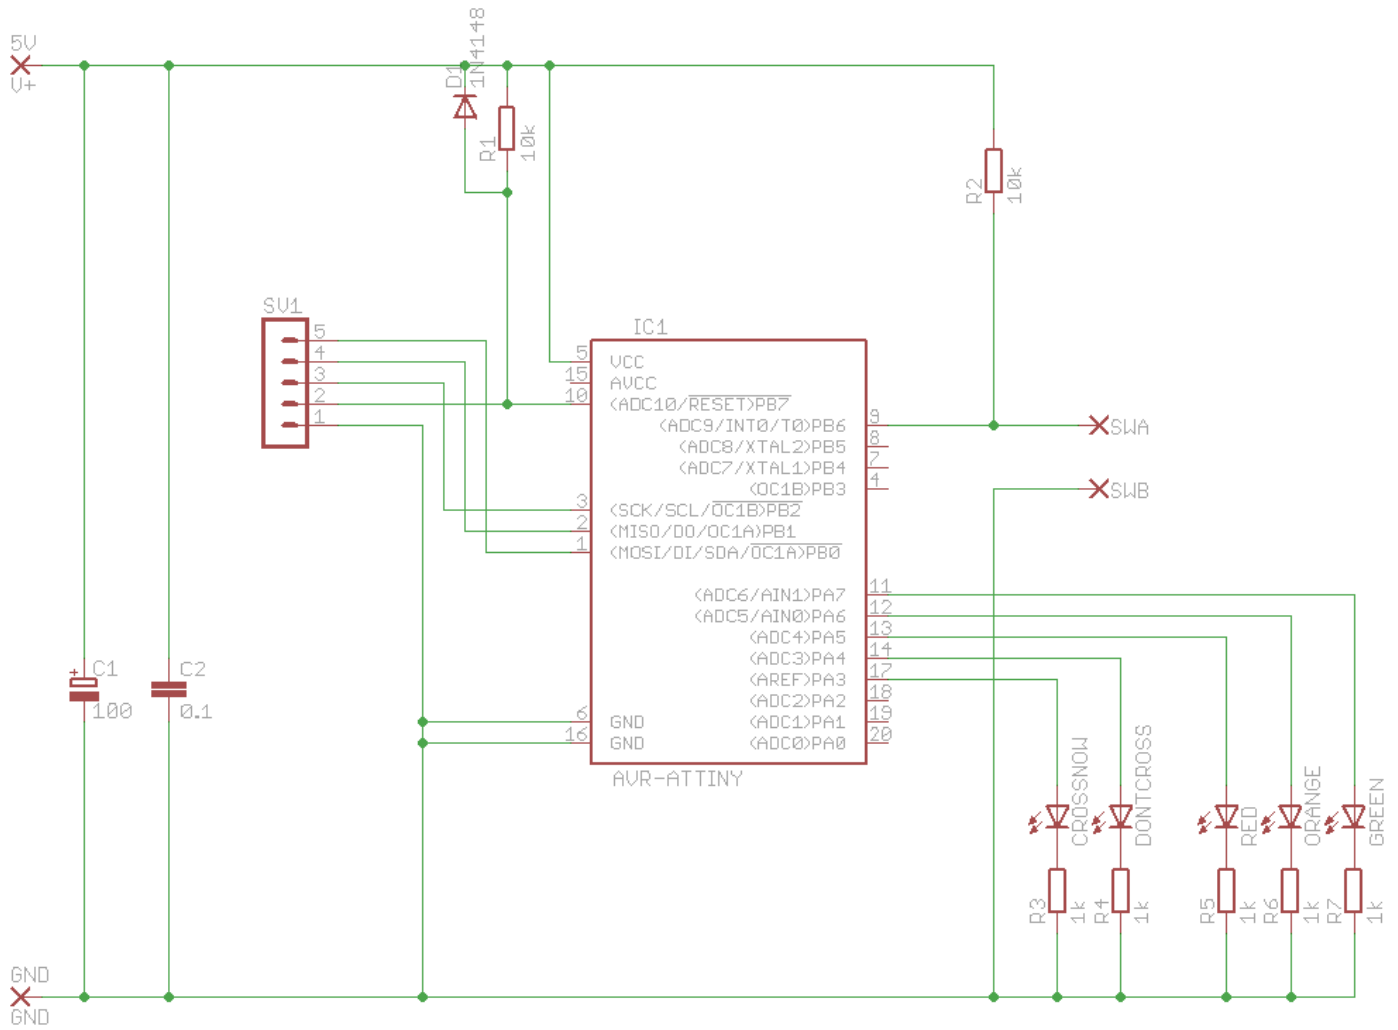 5V
V+
D1
1N4148
R1
10k
R2
10k
SV1
5
4
3
2
1
IC1
5
VCC
15
AVCC
10
(ADC10/RESET)PB7
(ADC9/INT0/T0)PB6
9
SWA
(ADC8/XTAL2)PB5
8
(ADC7/XTAL1)PB4
7
(OC1B)PB3
4
SWB
3
(SCK/SCL/OC1B)PB2
2
(MISO/DO/OC1A)PB1
1
(MOSI/DI/SDA/OC1A)PB0
(ADC6/AIN1)PA7
11
(ADC5/AIN0)PA6
12
(ADC4)PA5
13
(ADC3)PA4
14
(AREF)PA3
17
(ADC2)PA2
18
6
GND
(ADC1)PA1
19
16
GND
(ADC0)PA0
20
AVR-ATTINY
C1
100
C2
0.1
CROSSNOW
DONTCROSS
RED
ORANGE
GREEN
R3
1k
R4
1k
R5
1k
R6
1k
R7
1k
GND
GND